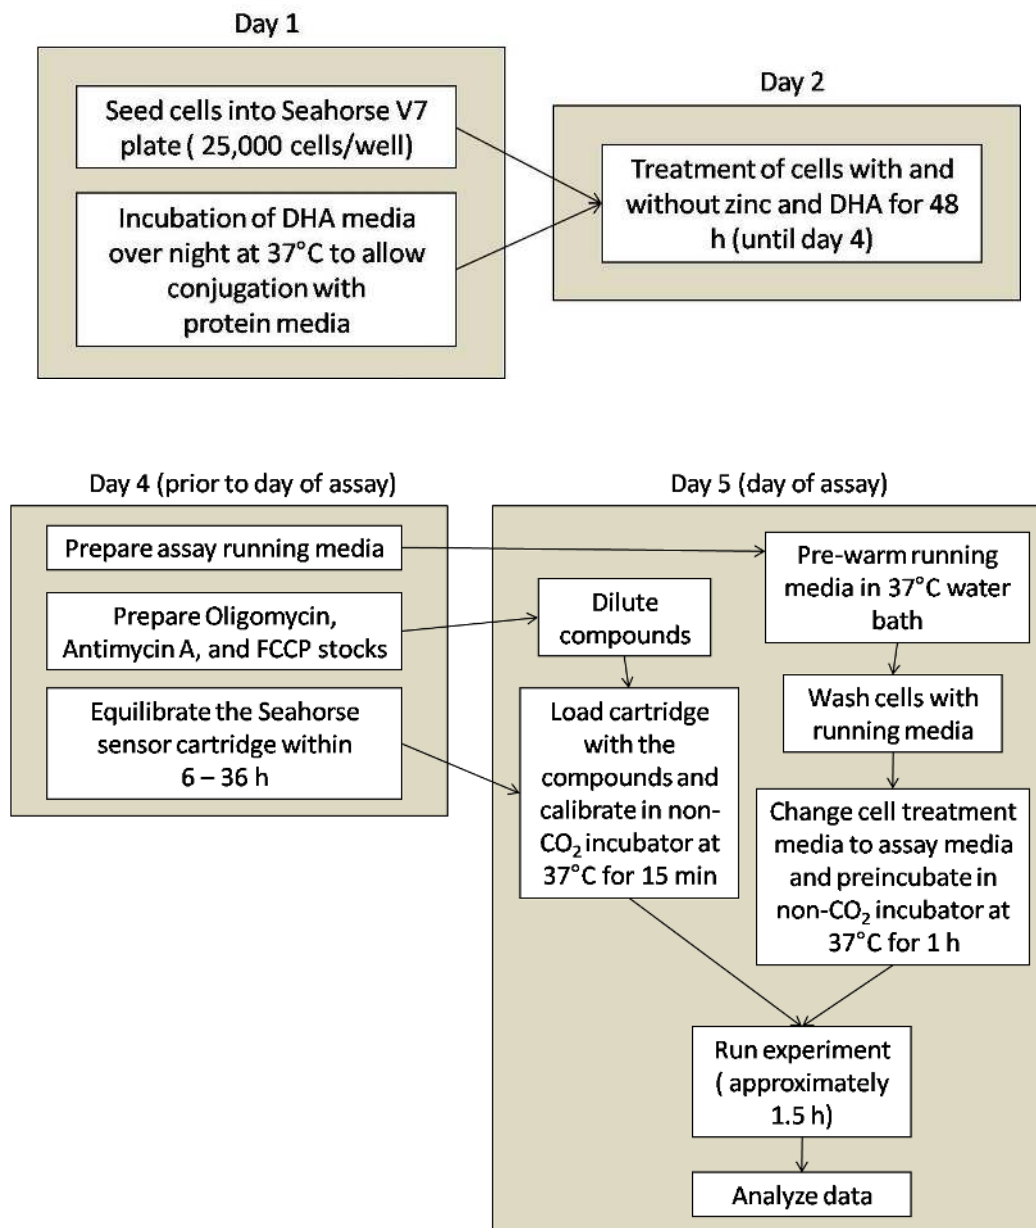 Day 1
Seed cells into Seahorse V7
plate ( 25,000 cells/well)
Incubation of DHA media
over night at 37°C to allow
conjugation with
protein media
Day 2
Treatment of cells with and
without zinc and DHA for 48
h (until day 4)
Day 4 (prior to day of assay)
Prepare assay running media
Prepare Oligomycin,
Antimycin A, and FCCP stocks
Equilibrate the Seahorse
sensor cartridge within
6 – 36 h
Day 5 (day of assay)
Dilute
compounds
Load cartridge
with the
compounds and
calibrate in non-
CO₂ incubator at
37°C for 15 min
Pre-warm running
media in 37°C water
bath
Wash cells with
running media
Change cell treatment
media to assay media
and preincubate in
non-CO₂ incubator at
37°C for 1 h
Run experiment
( approximately
1.5 h)
Analyze data